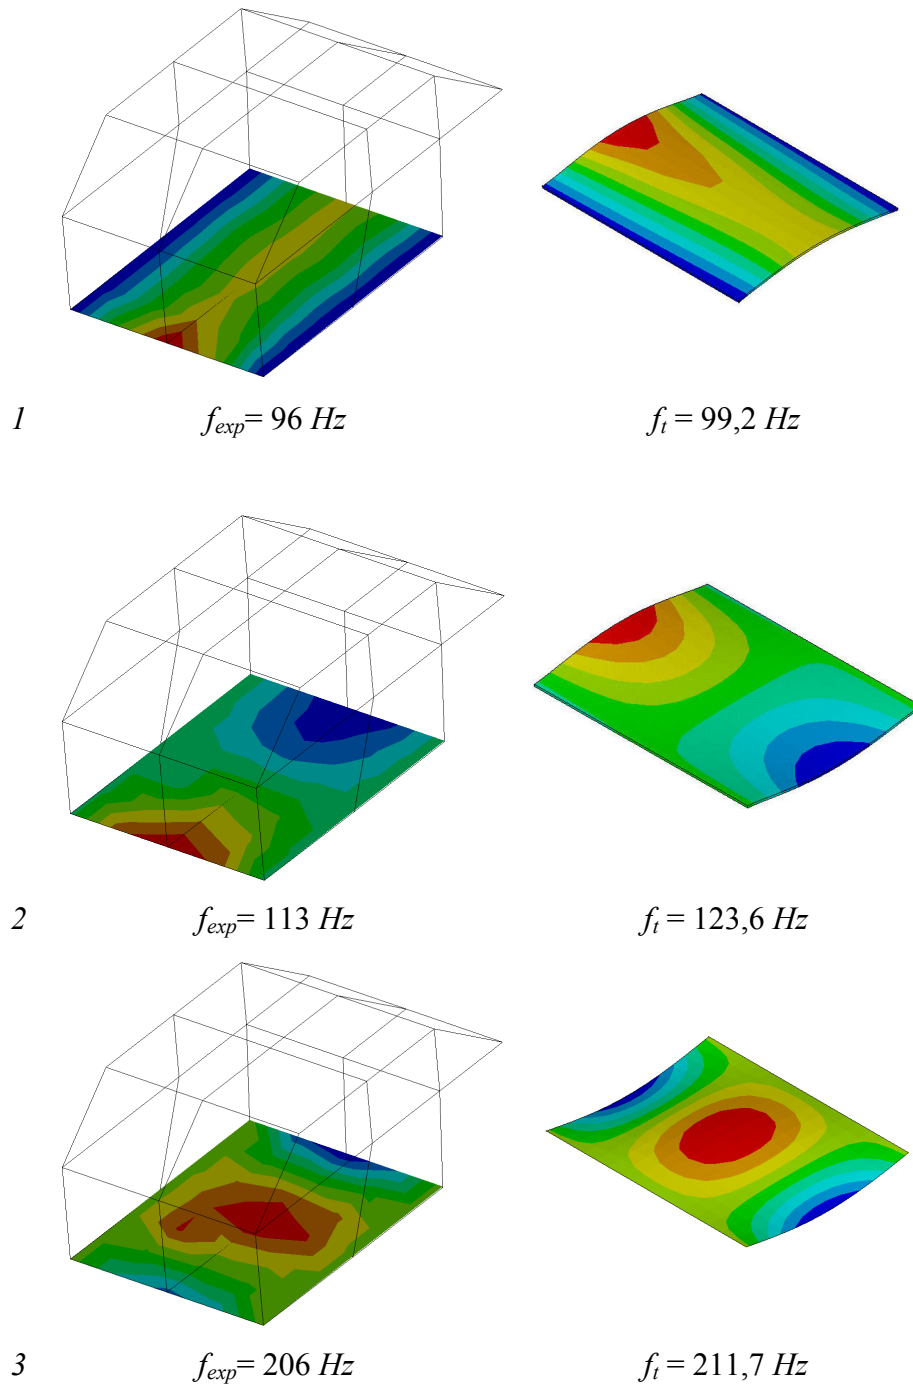 1 f_exp= 96 Hz f_t = 99,2 Hz
2 f_exp= 113 Hz f_t = 123,6 Hz
3 f_exp= 206 Hz f_t = 211,7 Hz